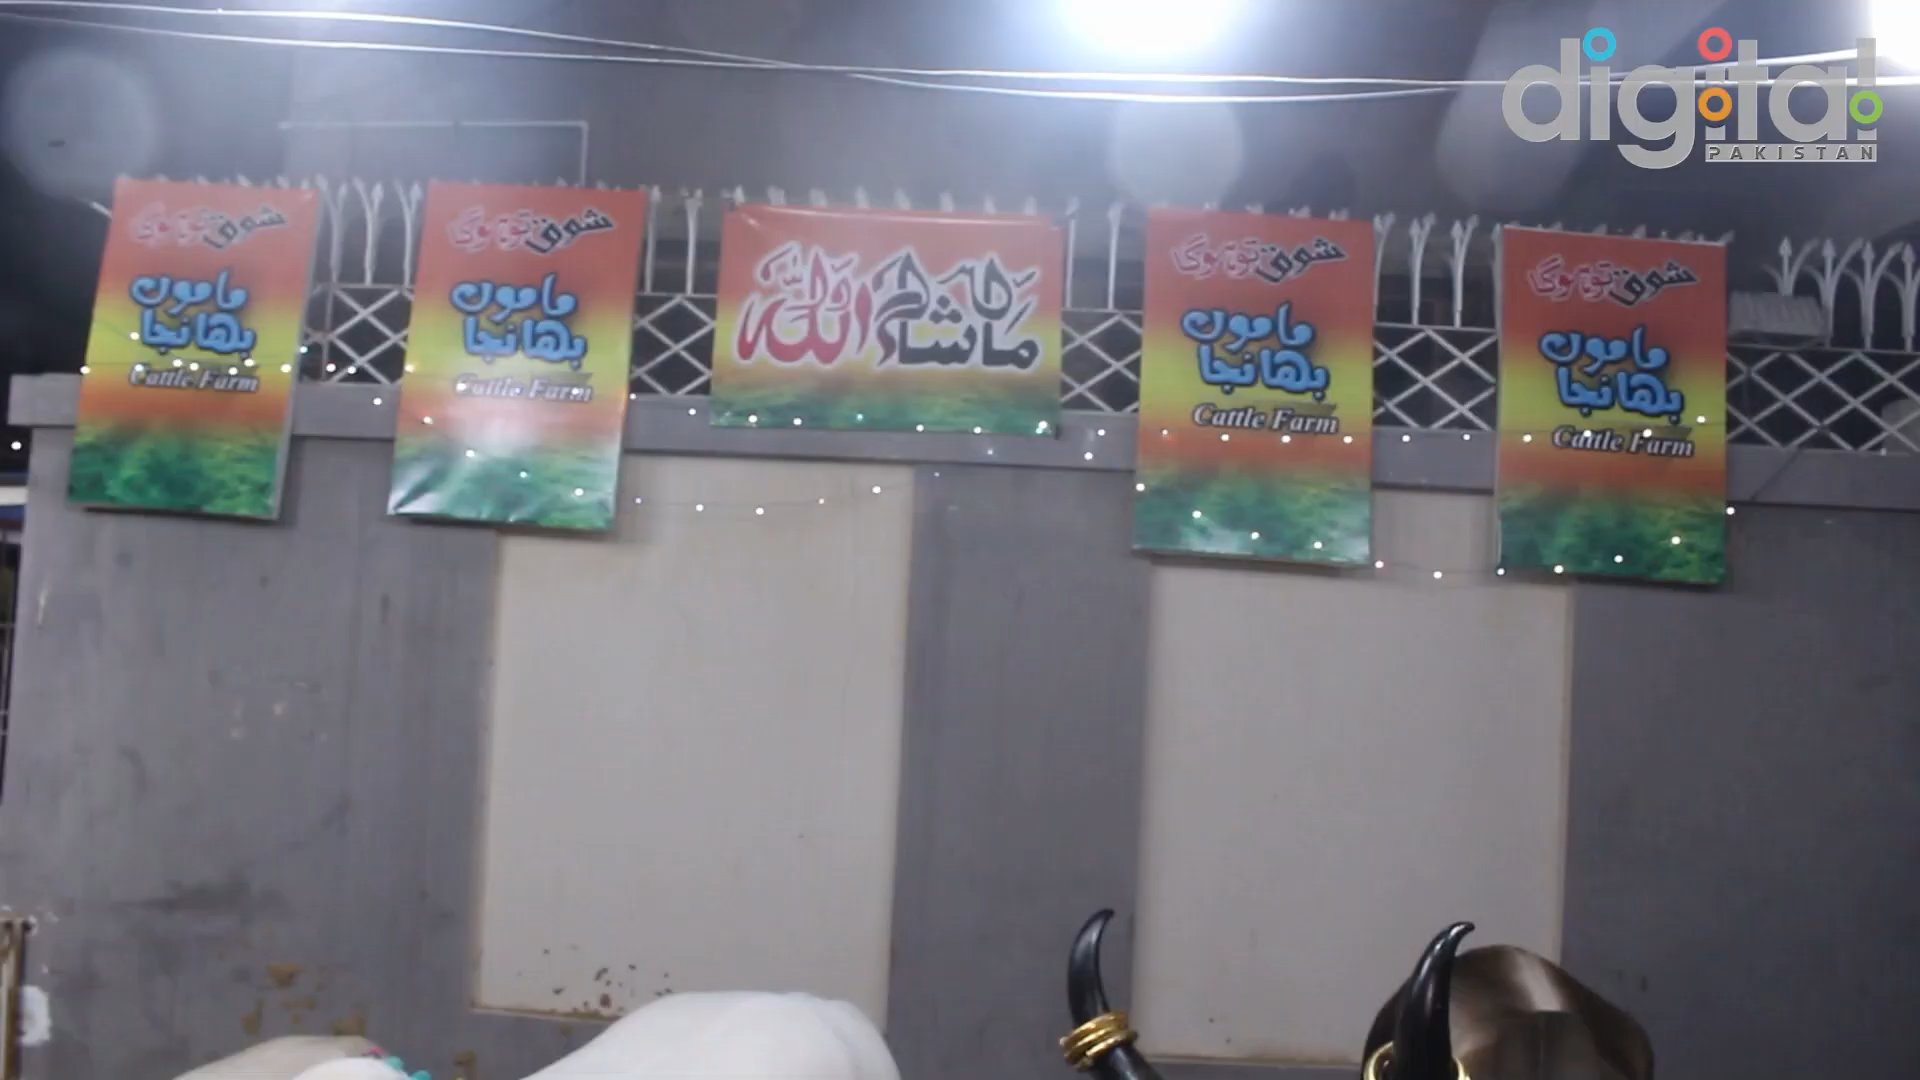 digital
PAKISTAN
شوق تو ہوگا
ماموں
بھانجا
Cattle Farm
شوق تو ہوگا
ماموں
بھانجا
Cattle Farm
ماشاءاللہ
شوق تو ہوگا
ماموں
بھانجا
Cattle Farm
شوق تو ہوگا
ماموں
بھانجا
Cattle Farm